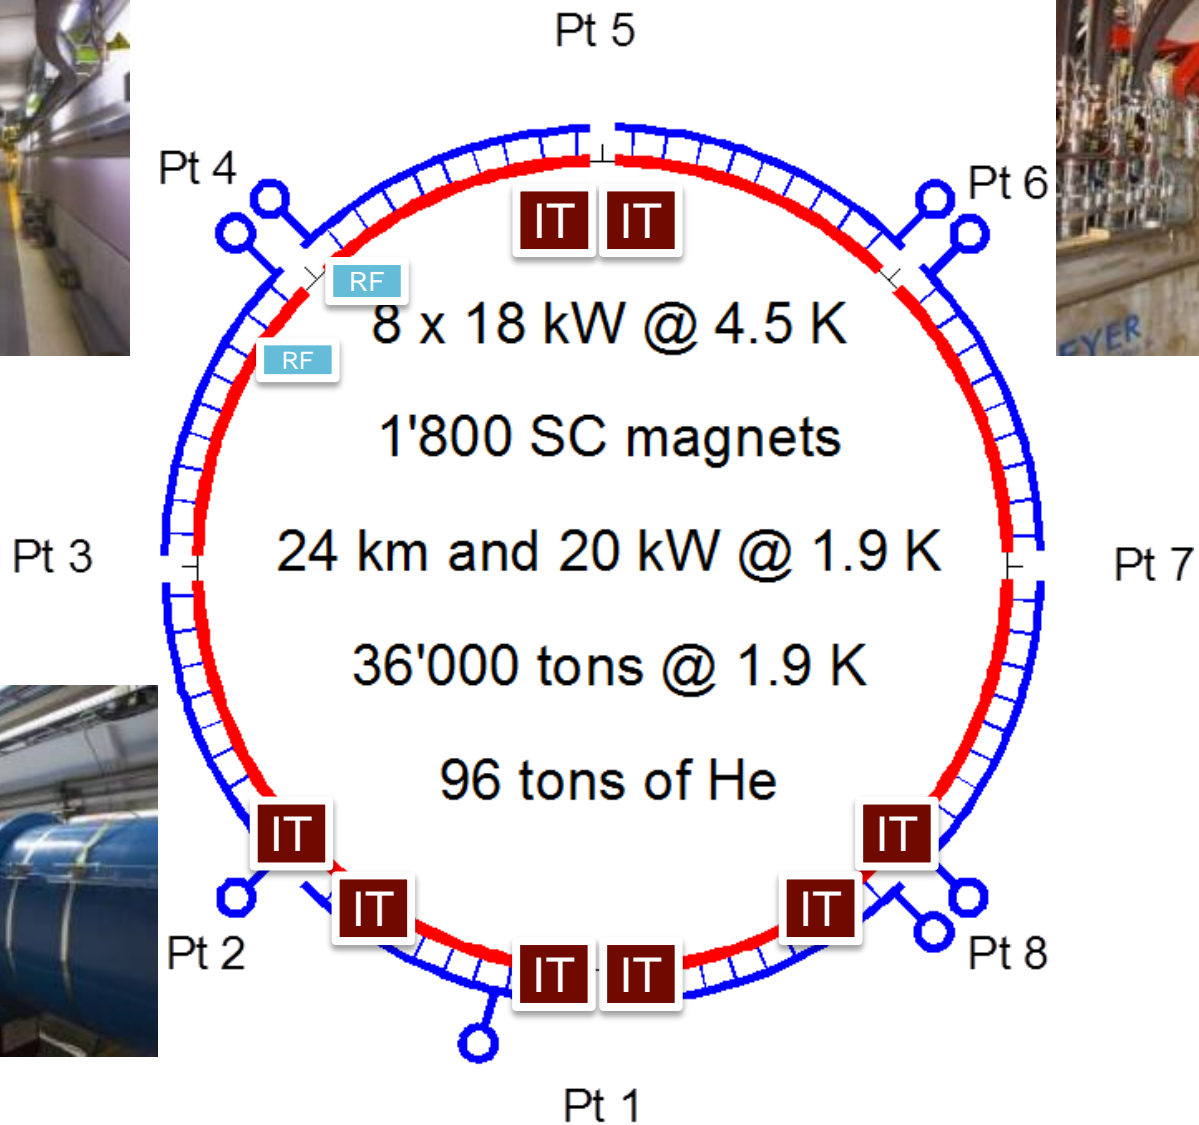 Pt 5
Pt 4
Pt 6
IT IT
RF
8 x 18 kW @ 4.5 K
EYER
RF
1'800 SC magnets
Pt 3
24 km and 20 kW @ 1.9 K
Pt 7
36'000 tons @ 1.9 K
96 tons of He
IT
IT
IT
IT
Pt 2
Pt 8
IT IT
Pt 1